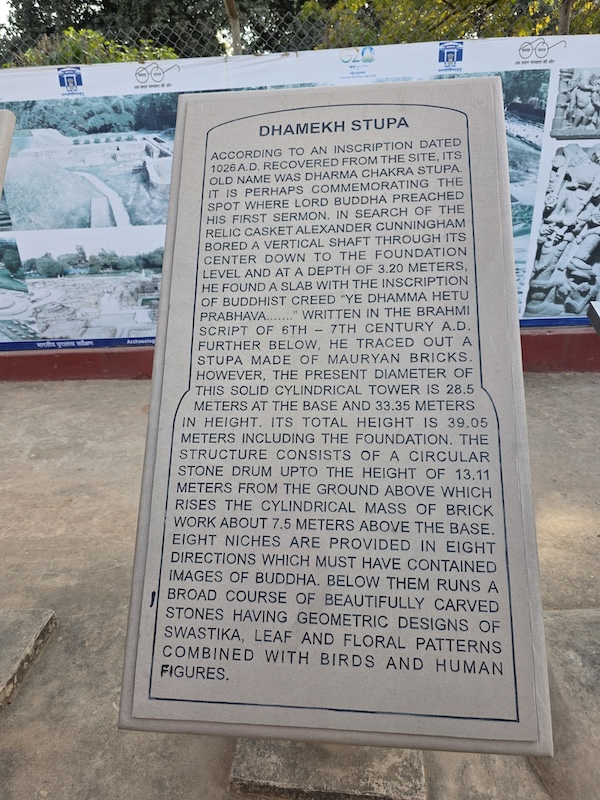 DHAMEKH STUPA
ACCORDING TO AN INSCRIPTION DATED
1026 A.D. RECOVERED FROM THE SITE, ITS
OLD NAME WAS DHARMA CHAKRA STUPA.
IT IS PERHAPS COMMEMORATING THE
SPOT WHERE LORD BUDDHA PREACHED
HIS FIRST SERMON. IN SEARCH OF THE
RELIC CASKET ALEXANDER CUNNINGHAM
BORED A VERTICAL SHAFT THROUGH ITS
CENTER DOWN TO THE FOUNDATION
LEVEL AND AT A DEPTH OF 3.20 METERS,
HE FOUND A SLAB WITH THE INSCRIPTION
OF BUDDHIST CREED "YE DHAMMA HETU
PRABHAVA......." WRITTEN IN THE BRAHMI
SCRIPT OF 6TH – 7TH CENTURY A.D.
FURTHER BELOW, HE TRACED OUT A
STUPA MADE OF MAURYAN BRICKS.
HOWEVER, THE PRESENT DIAMETER OF
THIS SOLID CYLINDRICAL TOWER IS 28.5
METERS AT THE BASE AND 33.35 METERS
IN HEIGHT. ITS TOTAL HEIGHT IS 39.05
METERS INCLUDING THE FOUNDATION. THE
STRUCTURE CONSISTS OF A CIRCULAR
STONE DRUM UPTO THE HEIGHT OF 13.11
METERS FROM THE GROUND ABOVE WHICH
RISES THE CYLINDRICAL MASS OF BRICK
WORK ABOUT 7.5 METERS ABOVE THE BASE.
EIGHT NICHES ARE PROVIDED IN EIGHT
DIRECTIONS WHICH MUST HAVE CONTAINED
IMAGES OF BUDDHA. BELOW THEM RUNS A
BROAD COURSE OF BEAUTIFULLY CARVED
STONES HAVING GEOMETRIC DESIGNS OF
SWASTIKA, LEAF AND FLORAL PATTERNS
COMBINED WITH BIRDS AND HUMAN
FIGURES.
भारतीय पुरातत्व सर्वेक्षण